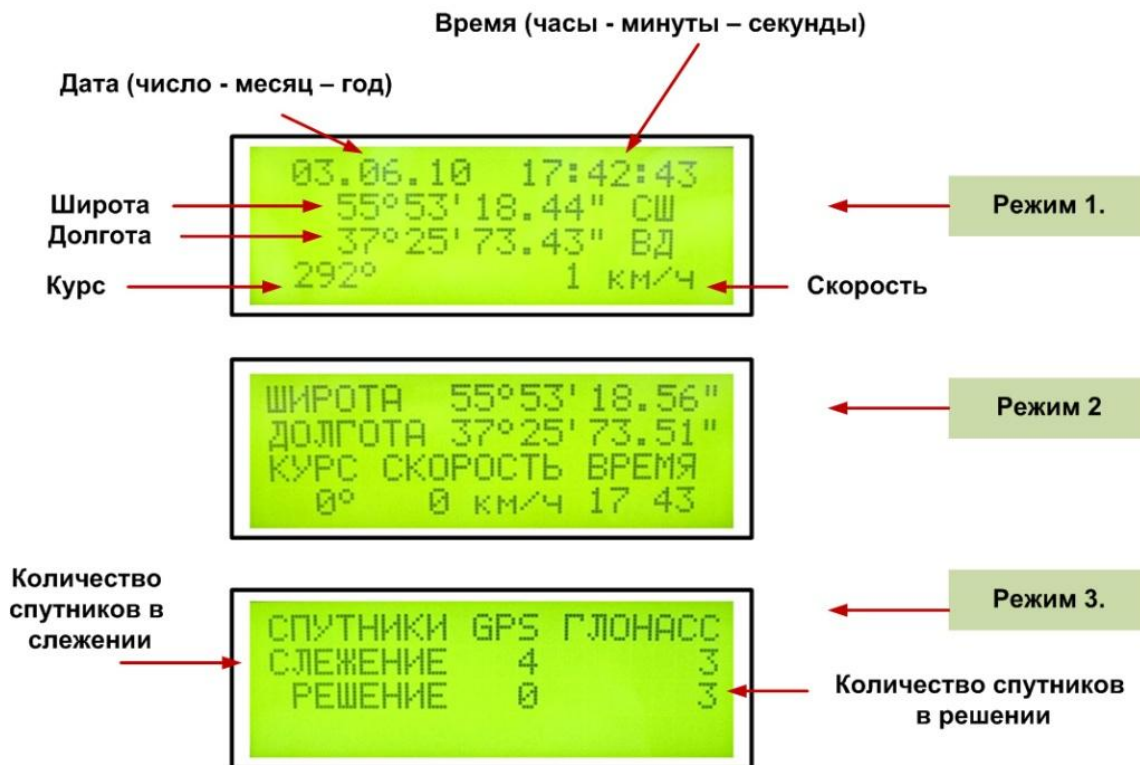 Время (часы - минуты – секунды)
Дата (число - месяц – год)
03.06.10 17:42:43
Широта 55°53'18.44" СШ Режим 1.
Долгота 37°25'73.43" ВД
Курс 292° 1 км/ч Скорость
ШИРОТА 55°53'18.56"
ДОЛГОТА 37°25'73.51" Режим 2
КУРС СКОРОСТЬ ВРЕМЯ
0° 0 км/ч 17 43
Количество
спутников в
слежении
Режим 3.
СПУТНИКИ GPS ГЛОНАСС
СЛЕЖЕНИЕ 4 3
РЕШЕНИЕ 0 3
Количество спутников
в решении